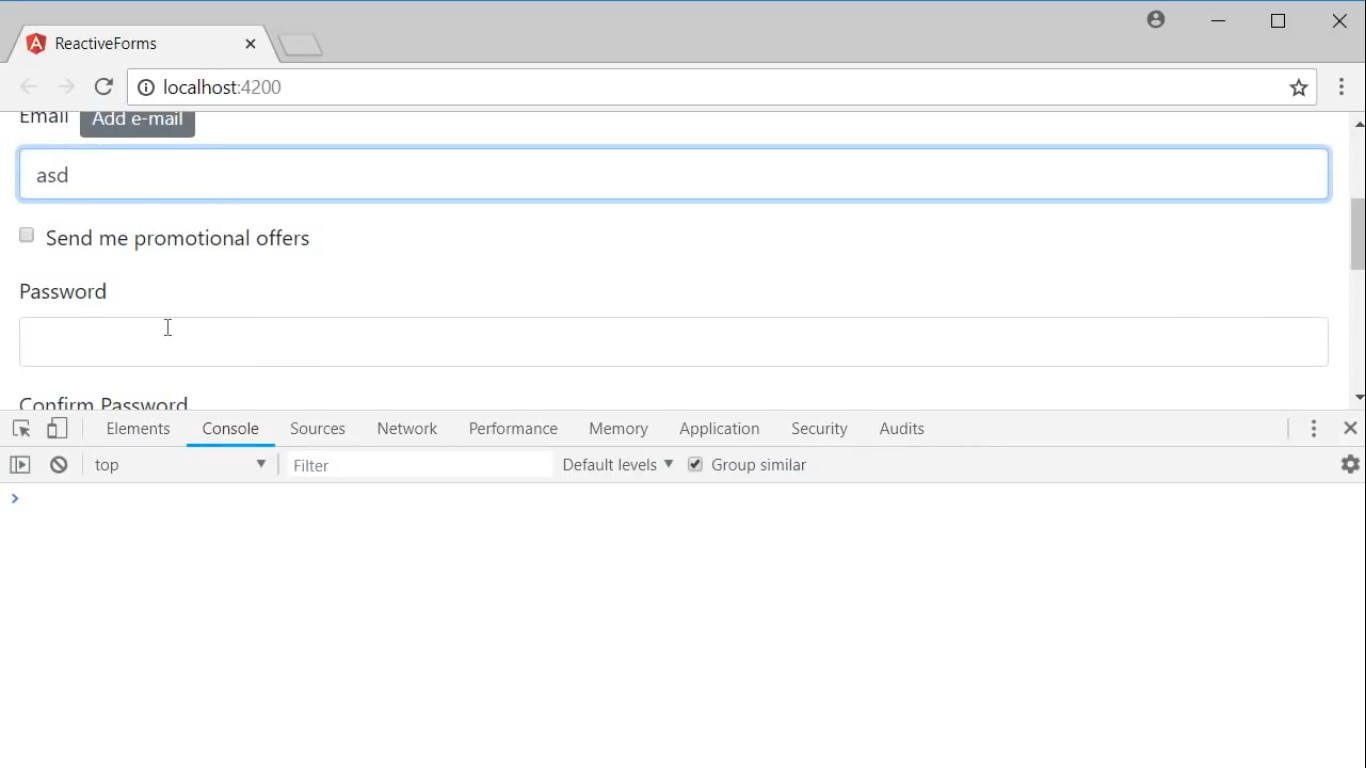 ReactiveForms
localhost:4200
Email Add e-mail
asd
Send me promotional offers
Password
Confirm Password
Elements Console Sources Network Performance Memory Application Security Audits
top Filter Default levels Group similar